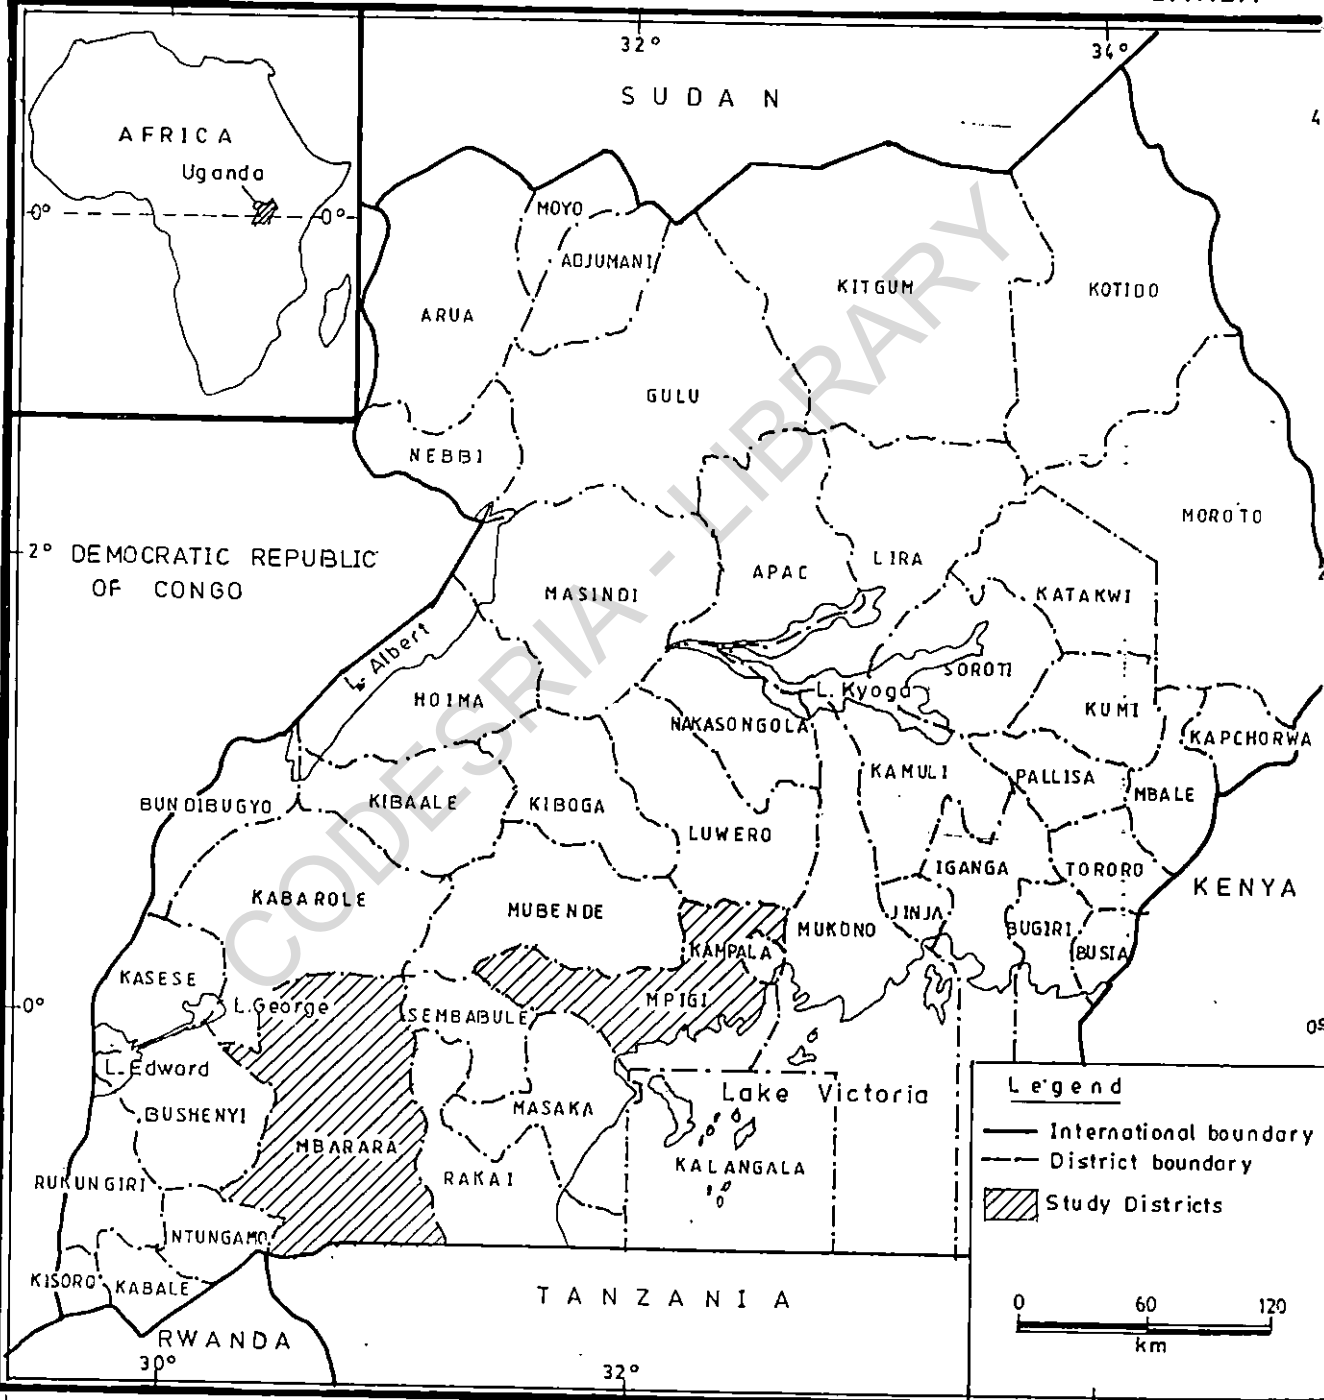 32°
34°
SUDAN
4
AFRICA
Uganda
0°
0°
MOYO
ADJUMANI
KITGUM
KOTIDO
ARUA
GULU
NEBBI
MOROTO
2°
DEMOCRATIC REPUBLIC
OF CONGO
MASINDI
APAC
LIRA
KATAKWI
L. Albert
HOIMA
L. Kyoga
SOROTI
NAKASONGOLA
KUMI
KAPCHORWA
BUNDIBUGYO
KIBAALE
KIBOGA
LUWERO
KAMULI
PALLISA
MBALE
KABAROLE
MUBENDE
IGANGA
TORORO
KENYA
KASESE
KAMPALA
MUKONO
JINJA
BUGIRI
BUSIA
0°
L. George
SEMBABULE
MPIGI
L. Edward
BUSHENYI
MBARARA
MASAKA
Lake Victoria
RUKUNGIRI
RAKAI
KALANGALA
NTUNGAMO
KISORO
KABALE
TANZANIA
RWANDA
30°
32°
Legend
International boundary
District boundary
Study Districts
0 60 120
km
CODESRIA - LIBRARY